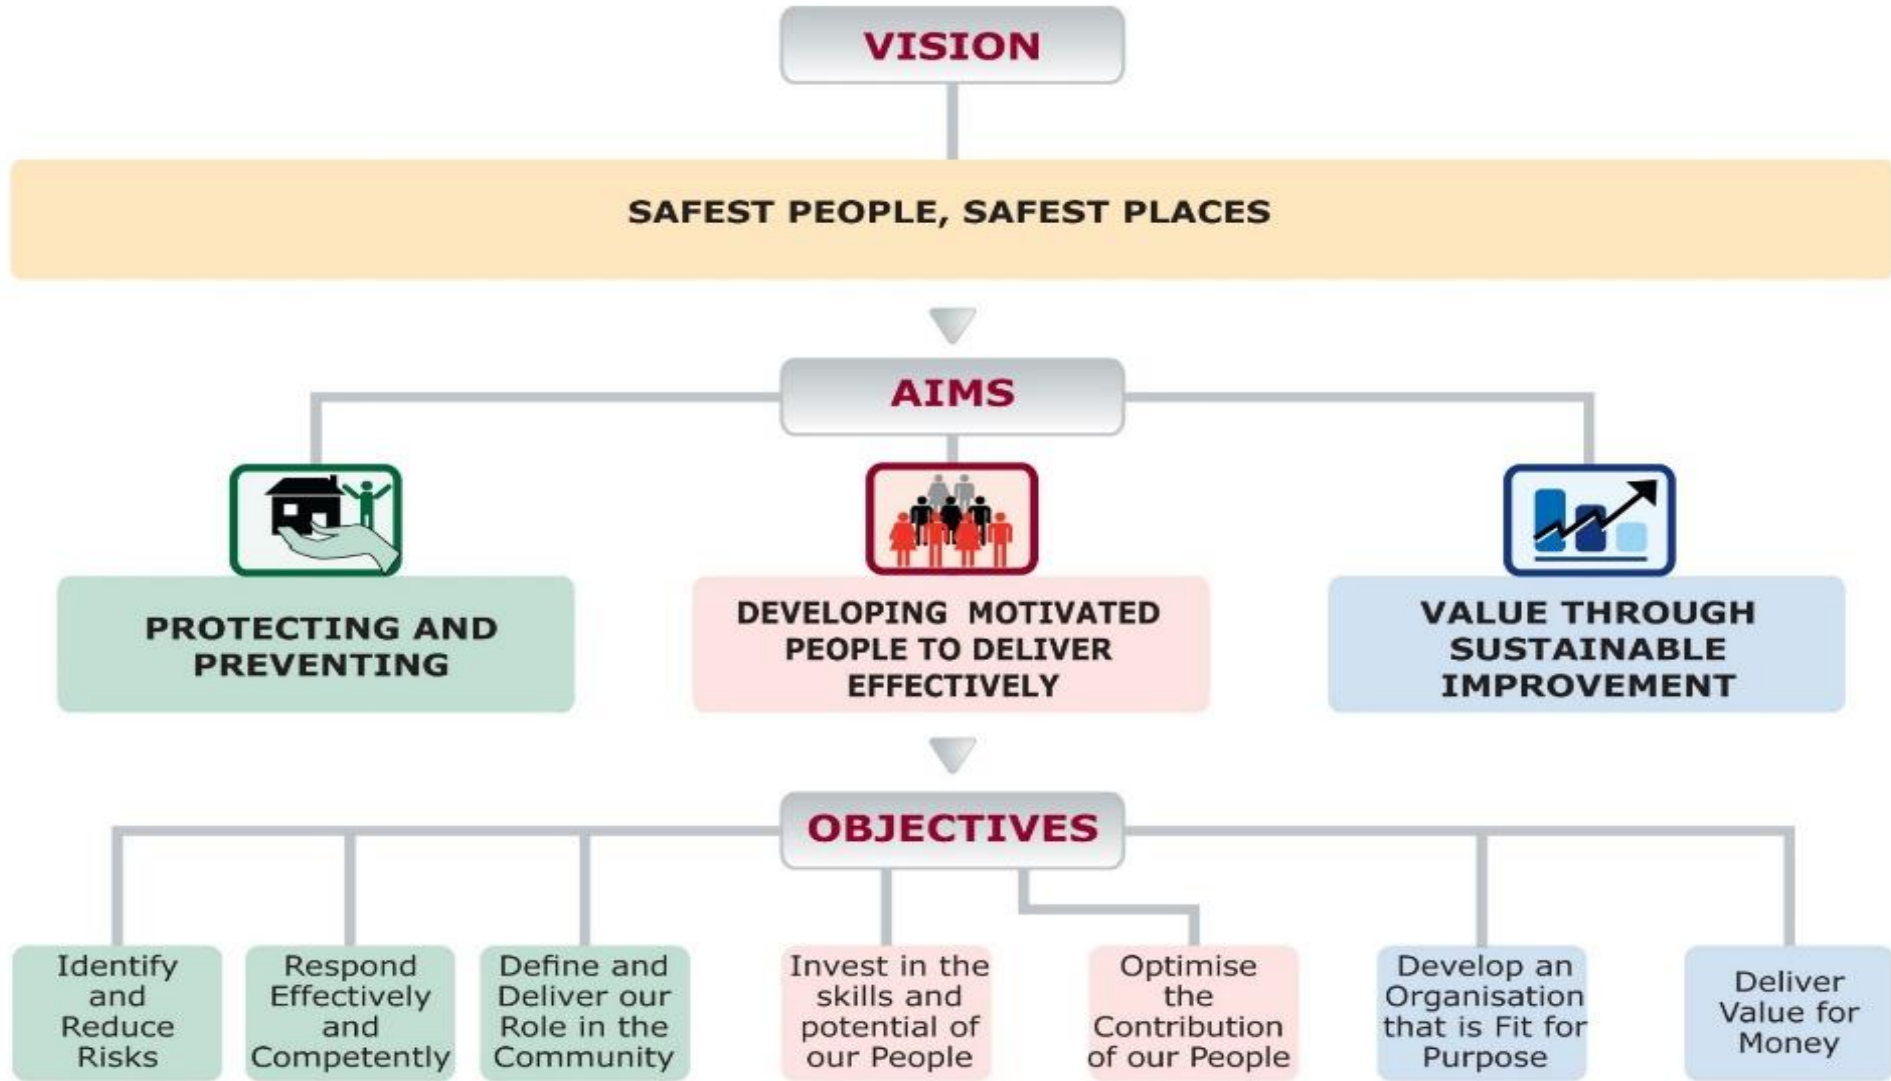 VISION
SAFEST PEOPLE, SAFEST PLACES
AIMS
PROTECTING AND
PREVENTING
DEVELOPING MOTIVATED
PEOPLE TO DELIVER
EFFECTIVELY
VALUE THROUGH
SUSTAINABLE
IMPROVEMENT
OBJECTIVES
Identify
and
Reduce
Risks
Respond
Effectively
and
Competently
Define and
Deliver our
Role in the
Community
Invest in the
skills and
potential of
our People
Optimise
the
Contribution
of our People
Develop an
Organisation
that is Fit for
Purpose
Deliver
Value for
Money